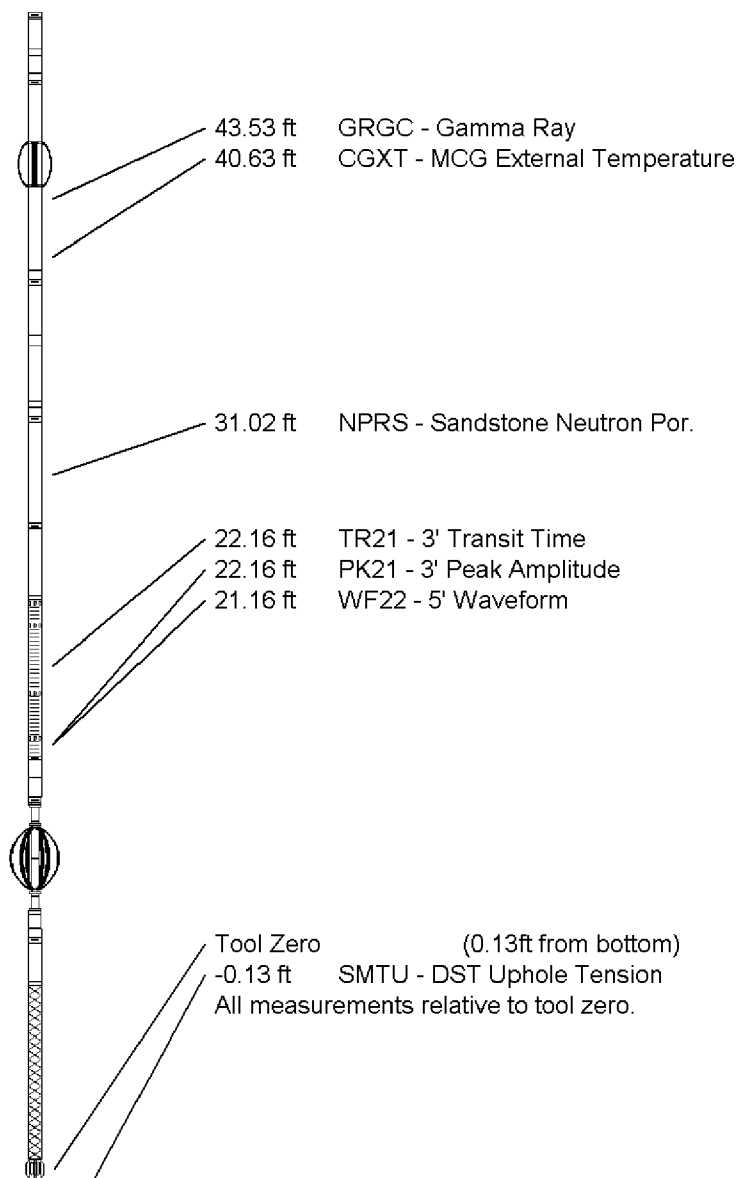 43.53 ft GRGC - Gamma Ray
40.63 ft CGXT - MCG External Temperature
31.02 ft NPRS - Sandstone Neutron Por.
22.16 ft TR21 - 3' Transit Time
22.16 ft PK21 - 3' Peak Amplitude
21.16 ft WF22 - 5' Waveform
Tool Zero (0.13ft from bottom)
-0.13 ft SMTU - DST Uphole Tension
All measurements relative to tool zero.